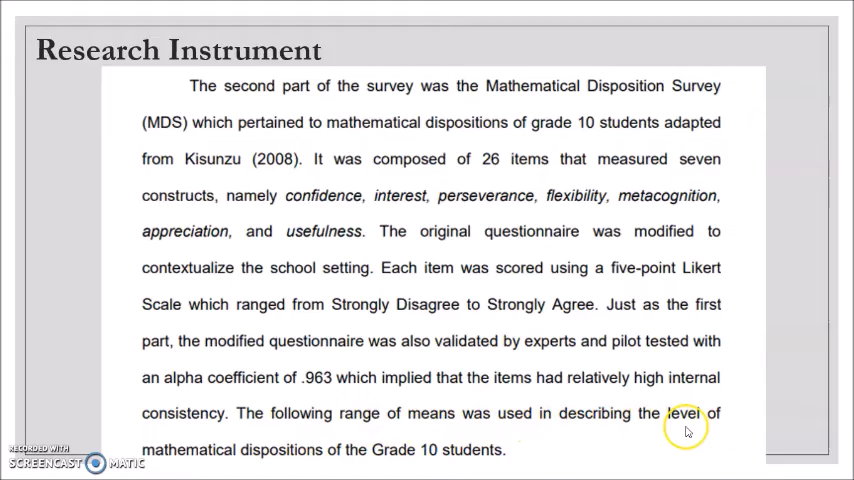 Research Instrument
The second part of the survey was the Mathematical Disposition Survey
(MDS) which pertained to mathematical dispositions of grade 10 students adapted
from Kisunzu (2008). It was composed of 26 items that measured seven
constructs, namely confidence, interest, perseverance, flexibility, metacognition,
appreciation, and usefulness. The original questionnaire was modified to
contextualize the school setting. Each item was scored using a five-point Likert
Scale which ranged from Strongly Disagree to Strongly Agree. Just as the first
part, the modified questionnaire was also validated by experts and pilot tested with
an alpha coefficient of .963 which implied that the items had relatively high internal
consistency. The following range of means was used in describing the level of
mathematical dispositions of the Grade 10 students.
RECORDED WITH
SCREENCAST MATIC